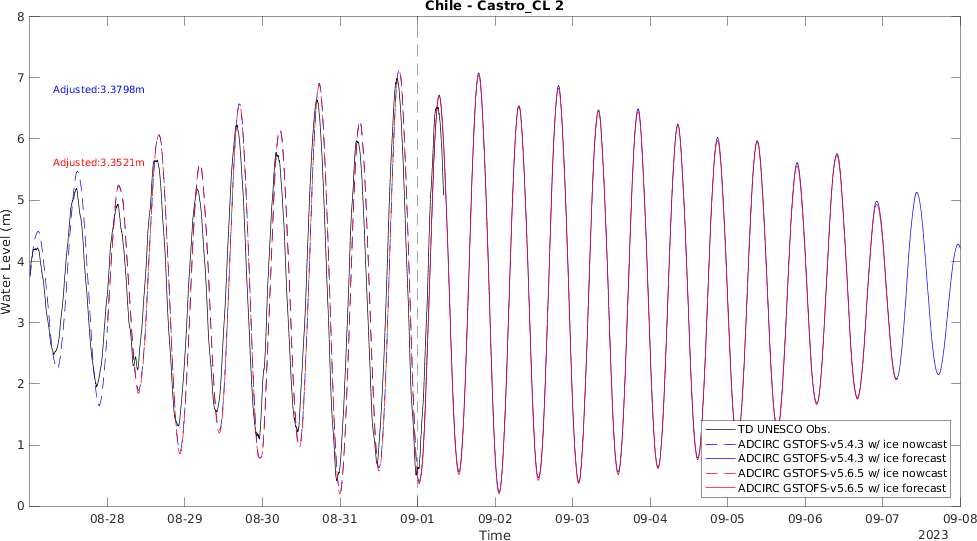 Chile - Castro_CL 2
8
7
6
5
4
3
2
1
0
Water Level (m)
Adjusted:3.3798m
Adjusted:3.3521m
TD UNESCO Obs.
ADCIRC GSTOFS-v5.4.3 w/ ice nowcast
ADCIRC GSTOFS-v5.4.3 w/ ice forecast
ADCIRC GSTOFS-v5.6.5 w/ ice nowcast
ADCIRC GSTOFS-v5.6.5 w/ ice forecast
08-28 08-29 08-30 08-31 09-01 09-02 09-03 09-04 09-05 09-06 09-07 09-08
Time
2023